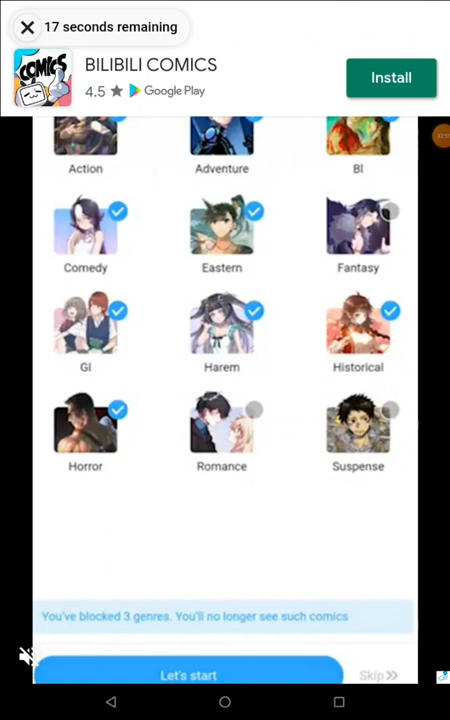 17 seconds remaining
COMICS
BILIBILI COMICS
4.5 ★ Google Play
Install
Action Adventure Bl
Comedy Eastern Fantasy
Gl Harem Historical
Horror Romance Suspense
You've blocked 3 genres. You'll no longer see such comics
Let's start Skip